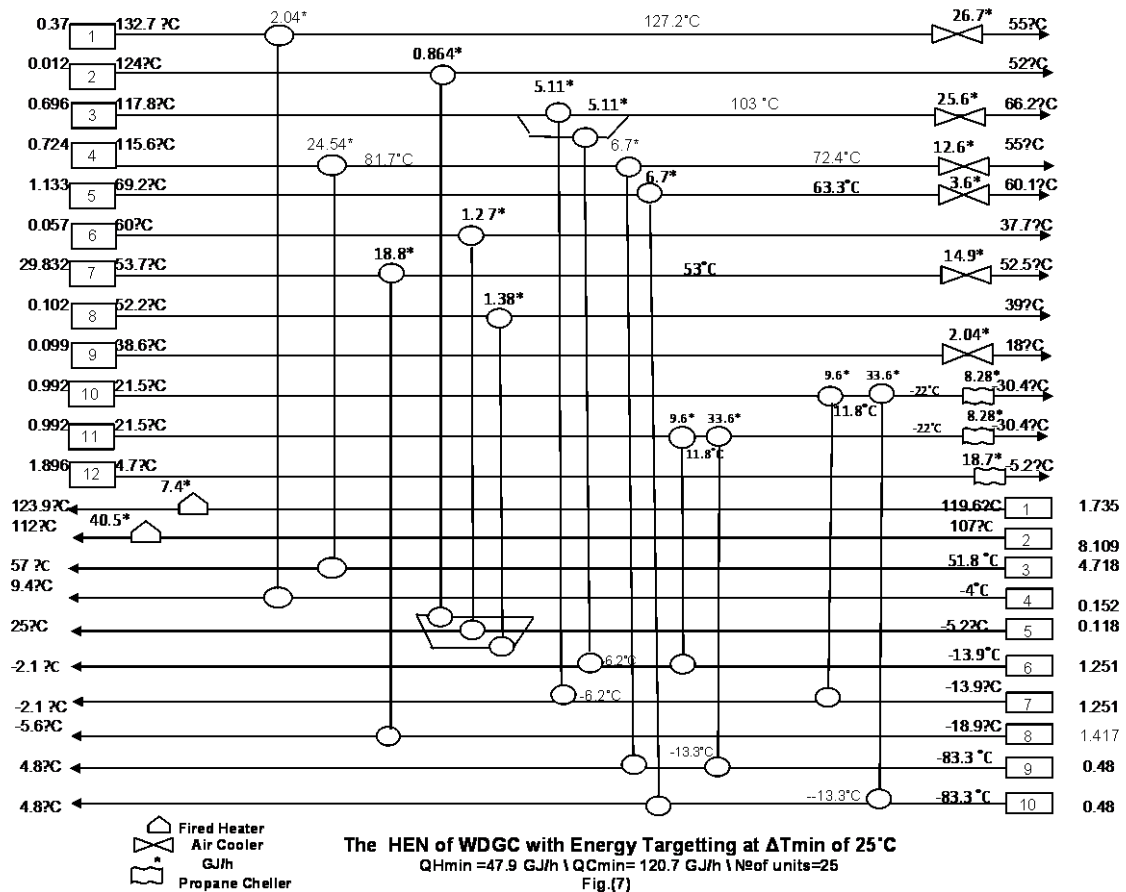 2.04*
127.2°C
26.7*
0.37 132.7 ?C 55?C
1
0.864*
0.012 124?C 52?C
2
5.11*
5.11*
0.696 117.8?C 103 °C 25.6* 66.2?C
3
24.54*
0.724 115.6?C 81.7°C 6.7* 72.4°C 12.6* 55?C
4
1.133 69.2?C 6.7* 63.3°C 3.6* 60.1?C
5
0.057 60?C 1.2 7* 37.7?C
6
29.832 53.7?C 18.8* 53°C 14.9* 52.5?C
7
0.102 52.2?C 1.38* 39?C
8
0.099 38.6?C 2.04* 18?C
9
0.992 21.5?C 9.6* 33.6* 8.28* -30.4?C
10
11.8°C -22°C
0.992 21.5?C 9.6* 33.6* 8.28* -30.4?C
11
11.8°C -22°C
1.896 4.7?C 18.7* -5.2?C
12
123.9?C 7.4* 119.6?C 1 1.735
112?C 40.5* 107?C 2 8.109
57 ?C 51.8 °C 3 4.718
9.4?C -4°C 4 0.152
25?C -5.2?C 5 0.118
-2.1 ?C -6.2°C -13.9°C 6 1.251
-2.1 ?C -6.2°C -13.9?C 7 1.251
-5.6?C -18.9?C 8 1.417
4.8?C -13.3°C -83.3 °C 9 0.48
4.8?C --13.3°C -83.3 °C 10 0.48
Fired Heater
Air Cooler
* GJ/h
Propane Cheller
The HEN of WDGC with Energy Targetting at ΔTmin of 25°C
QHmin =47.9 GJ/h \ QCmin= 120.7 GJ/h \ №of units=25
Fig.(7)